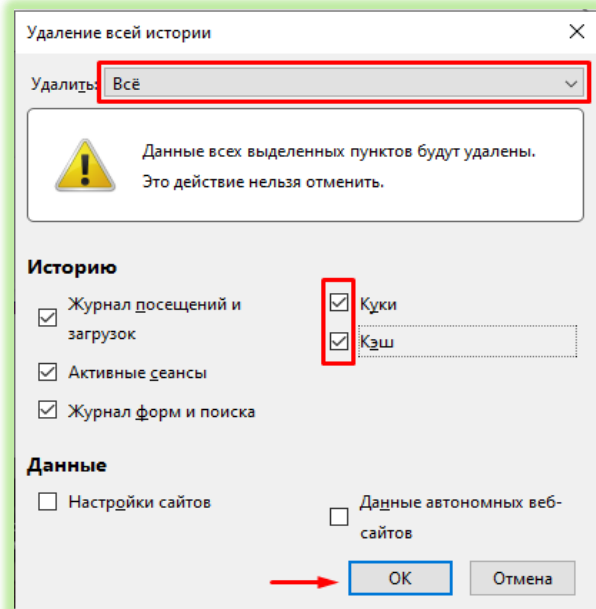 Удаление всей истории
Удалить: Всё
Данные всех выделенных пунктов будут удалены.
Это действие нельзя отменить.
Историю
Журнал посещений и
загрузок
Куки
Кэш
Активные сеансы
Журнал форм и поиска
Данные
Настройки сайтов
Данные автономных веб-
сайтов
ОК
Отмена